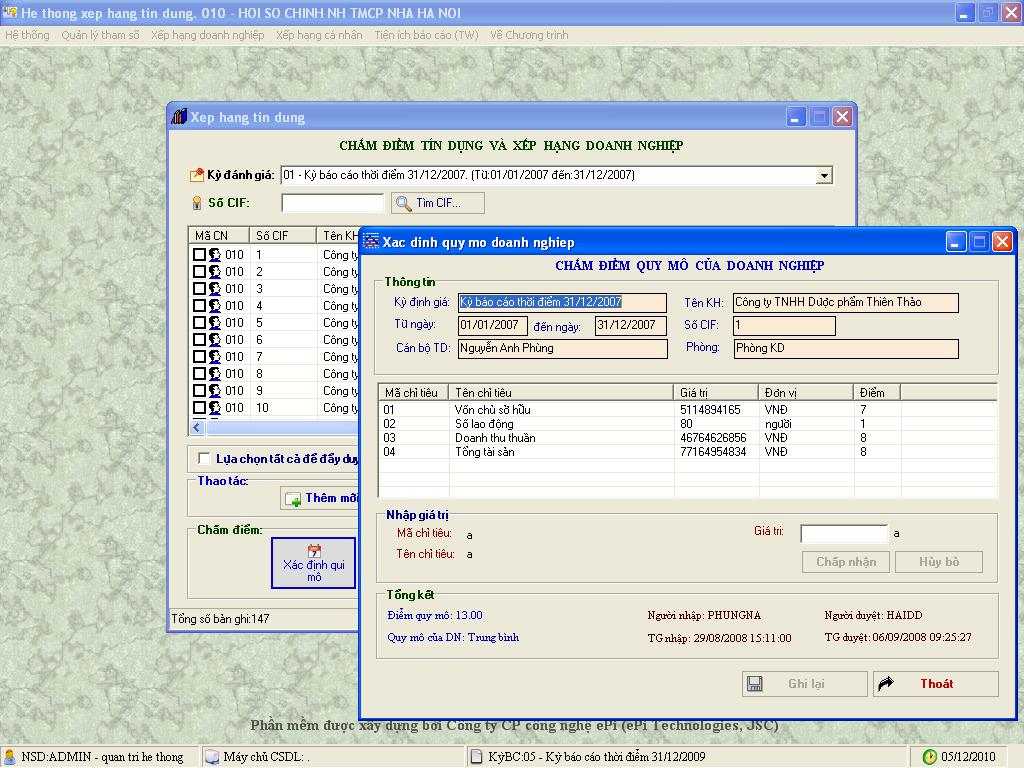 He thong xep hang tin dung. 010 - HOI SO CHINH NH TMCP NHA HA NOI
Hệ thống Quản lý tham số Xếp hạng doanh nghiệp Xếp hạng cá nhân Tiện ích báo cáo (TW) Về Chương trình
Xep hang tin dung
CHẤM ĐIỂM TÍN DỤNG VÀ XẾP HẠNG DOANH NGHIỆP
Kỳ đánh giá: 01 - Kỳ báo cáo thời điểm 31/12/2007. (Từ:01/01/2007 đến:31/12/2007)
Số CIF: Tìm CIF...
Mã CN Số CIF Tên KH
010 1 Công ty
010 2 Công ty
010 3 Công ty
010 4 Công ty
010 5 Công ty
010 6 Công ty
010 7 Công ty
010 8 Công ty
010 9 Công ty
010 10 Công ty
Lựa chọn tất cả để đẩy duy
Thao tác:
Thêm mới
Chấm điểm:
7
Xác định qui
mô
Tổng số bản ghi:147
Xac dinh quy mo doanh nghiep
CHẤM ĐIỂM QUY MÔ CỦA DOANH NGHIỆP
Thông tin
Kỳ định giá: Kỳ báo cáo thời điểm 31/12/2007 Tên KH: Công ty TNHH Dược phẩm Thiên Thảo
Từ ngày: 01/01/2007 đến ngày: 31/12/2007 Số CIF: 1
Cán bộ TD: Nguyễn Anh Phùng Phòng: Phòng KD
Mã chỉ tiêu Tên chỉ tiêu Giá trị Đơn vị Điểm
01 Vốn chủ sở hữu 5114894165 VNĐ 7
02 Số lao động 80 người 1
03 Doanh thu thuần 46764626856 VNĐ 8
04 Tổng tài sản 77164954834 VNĐ 8
Nhập giá trị
Mã chỉ tiêu: a Giá trị: a
Tên chỉ tiêu: a Chấp nhận Hủy bỏ
Tổng kết
Điểm quy mô: 13.00 Người nhập: PHUNGNA Người duyệt: HAIDD
Quy mô của DN: Trung bình TG nhập: 29/08/2008 15:11:00 TG duyệt: 06/09/2008 09:25:27
Ghi lại Thoát
Phần mềm được xây dựng bởi Công ty CP công nghệ ePi (ePi Technologies, JSC)
NSD:ADMIN - quan tri he thong Máy chủ CSDL: . KỳBC:05 - Kỳ báo cáo thời điểm 31/12/2009 05/12/2010